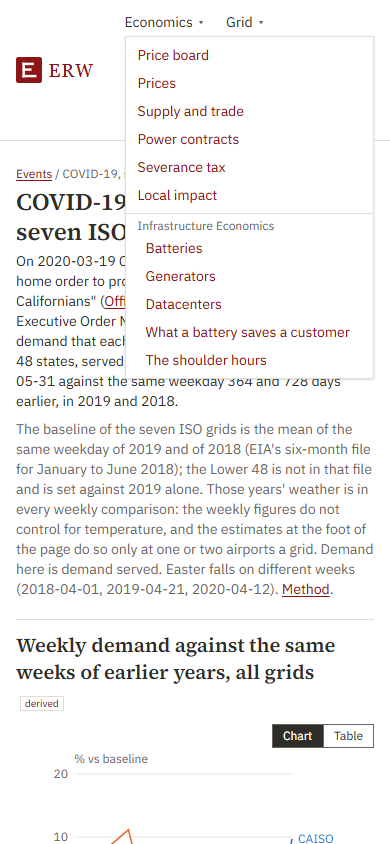 Economics Grid
ERW
Price board
Prices
Supply and trade
Power contracts
Severance tax
Local impact
Infrastructure Economics
Batteries
Generators
Datacenters
What a battery saves a customer
The shoulder hours
Events / COVID-19,
COVID-19
seven ISO
On 2020-03-19
home order to
Californians" (
Executive Order
demand that
48 states, served
05-31 against the same weekday 364 and 728 days
earlier, in 2019 and 2018.
The baseline of the seven ISO grids is the mean of the
same weekday of 2019 and of 2018 (EIA's six-month file
for January to June 2018); the Lower 48 is not in that file
and is set against 2019 alone. Those years' weather is in
every weekly comparison: the weekly figures do not
control for temperature, and the estimates at the foot of
the page do so only at one or two airports a grid. Demand
here is demand served. Easter falls on different weeks
(2018-04-01, 2019-04-21, 2020-04-12). Method.
Weekly demand against the same
weeks of earlier years, all grids
derived
Chart Table
% vs baseline
20
10
CAISO